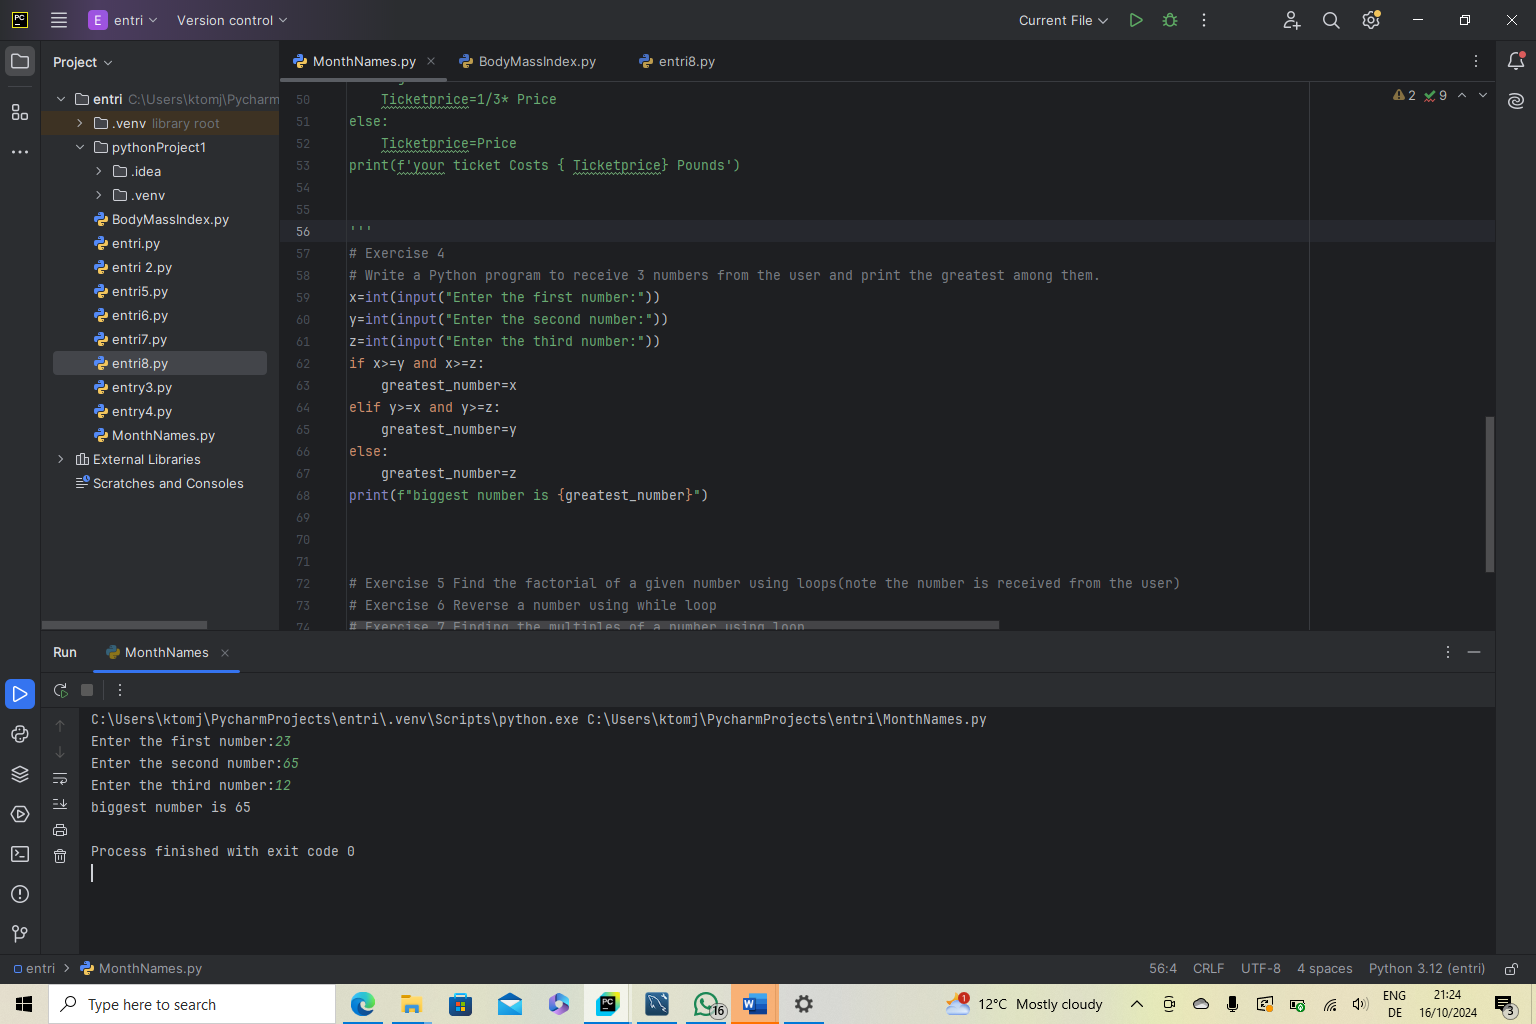 PC
E entri Version control Current File
Project
MonthNames.py BodyMassIndex.py entri8.py
entri C:\Users\ktomj\Pycharm
.venv library root
pythonProject1
.idea
.venv
BodyMassIndex.py
entri.py
entri 2.py
entri5.py
entri6.py
entri7.py
entri8.py
entry3.py
entry4.py
MonthNames.py
External Libraries
Scratches and Consoles
2 9
50 Ticketprice=1/3* Price
51 else:
52 Ticketprice=Price
53 print(f'your ticket Costs { Ticketprice} Pounds')
54
55
56 '''
57 # Exercise 4
58 # Write a Python program to receive 3 numbers from the user and print the greatest among them.
59 x=int(input("Enter the first number:"))
60 y=int(input("Enter the second number:"))
61 z=int(input("Enter the third number:"))
62 if x>=y and x>=z:
63 greatest_number=x
64 elif y>=x and y>=z:
65 greatest_number=y
66 else:
67 greatest_number=z
68 print(f"biggest number is {greatest_number}")
69
70
71
72 # Exercise 5 Find the factorial of a given number using loops(note the number is received from the user)
73 # Exercise 6 Reverse a number using while loop
74 # Exercise 7 Finding the multiples of a number using loop
Run MonthNames
C:\Users\ktomj\PycharmProjects\entri\.venv\Scripts\python.exe C:\Users\ktomj\PycharmProjects\entri\MonthNames.py
Enter the first number:23
Enter the second number:65
Enter the third number:12
biggest number is 65
Process finished with exit code 0
entri MonthNames.py 56:4 CRLF UTF-8 4 spaces Python 3.12 (entri)
Type here to search PC 16 W 1 12°C Mostly cloudy ENG 21:24
DE 16/10/2024 3